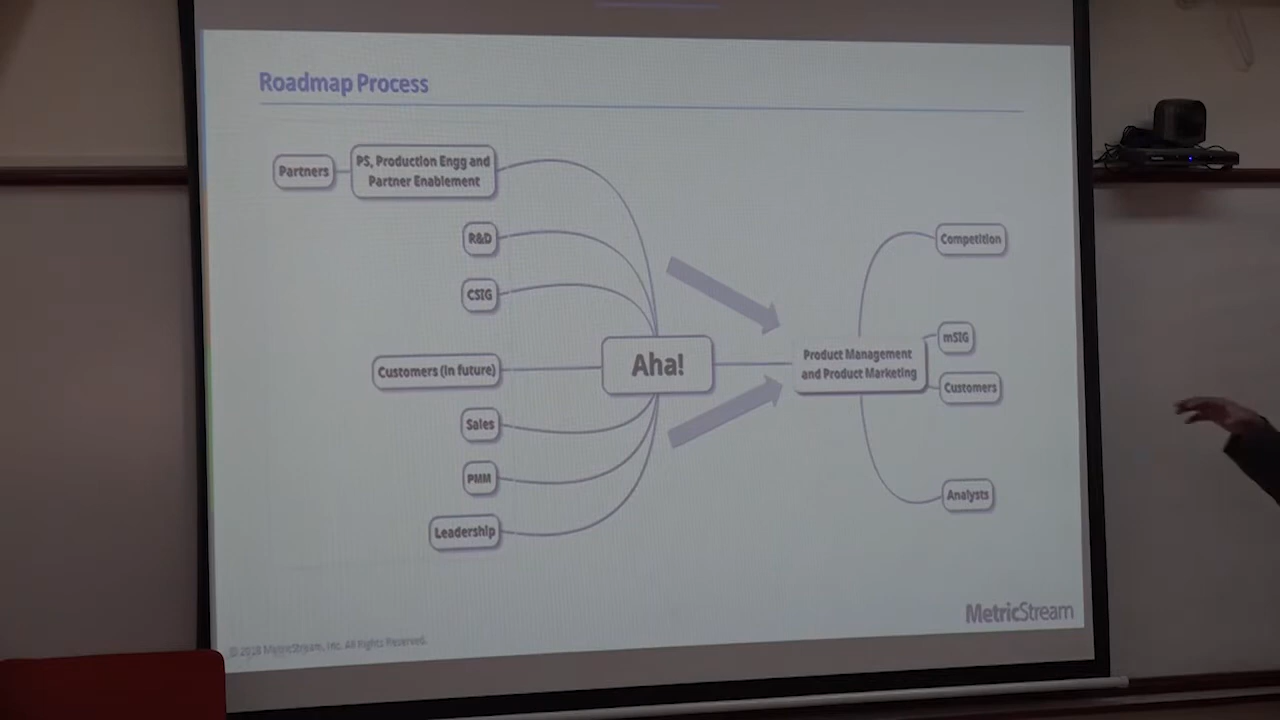 Roadmap Process
Partners
PS, Production Engg and
Partner Enablement
R&D
CSIG
Customers (In future)
Sales
PMM
Leadership
Aha!
Product Management
and Product Marketing
Competition
mSIG
Customers
Analysts
MetricStream
© 2018 MetricStream, Inc. All Rights Reserved.